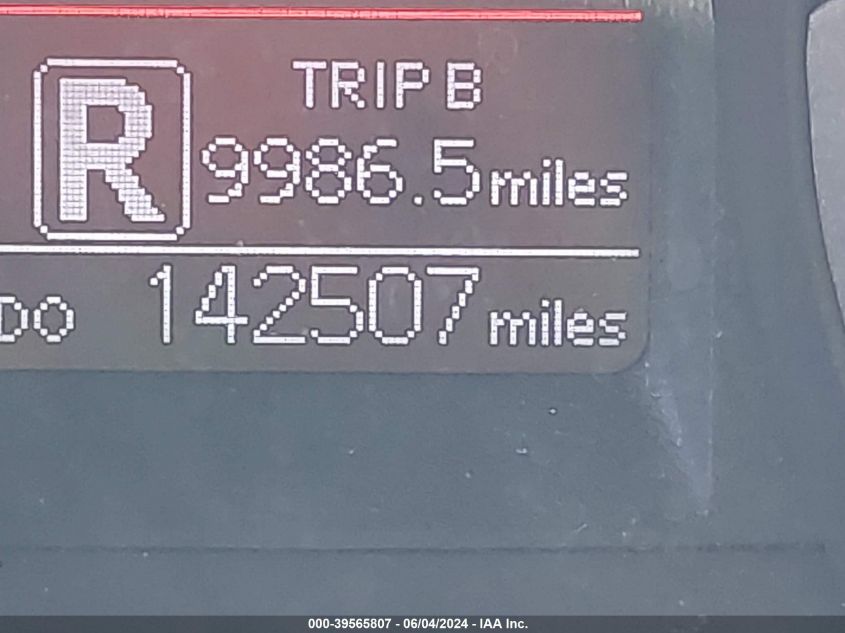 R
TRIP B
9986.5 miles
DO 142507 miles
000-39565807 - 06/04/2024 - IAA Inc.